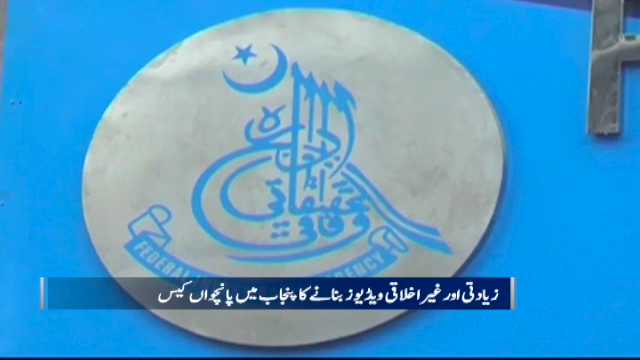 وفاقی
تحقیقاتی
ادارہ
FEDERAL
AGENCY
زیادتی اور غیر اخلاقی ویڈیوز بنانے کا پنجاب میں پانچواں کیس